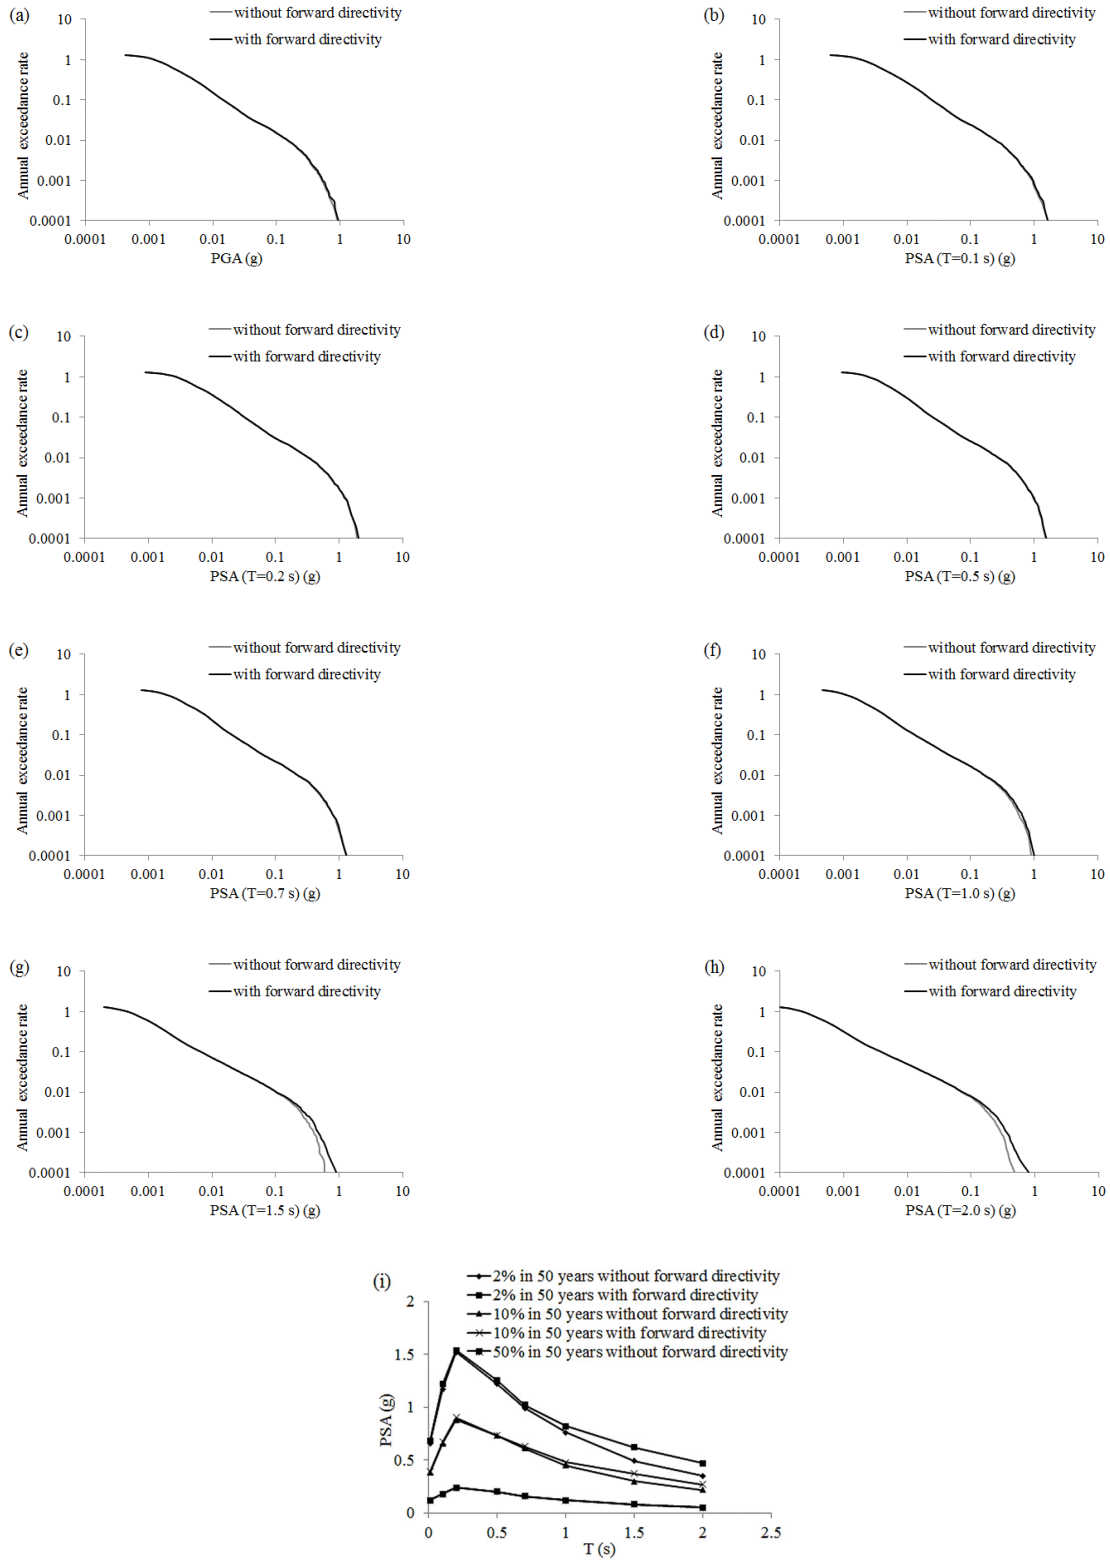 (a)
without forward directivity
with forward directivity
Annual exceedance rate
10
1
0.1
0.01
0.001
0.0001
0.0001 0.001 0.01 0.1 1 10
PGA (g)
(b)
without forward directivity
with forward directivity
Annual exceedance rate
10
1
0.1
0.01
0.001
0.0001
0.0001 0.001 0.01 0.1 1 10
PSA (T=0.1 s) (g)
(c)
without forward directivity
with forward directivity
Annual exceedance rate
10
1
0.1
0.01
0.001
0.0001
0.0001 0.001 0.01 0.1 1 10
PSA (T=0.2 s) (g)
(d)
without forward directivity
with forward directivity
Annual exceedance rate
10
1
0.1
0.01
0.001
0.0001
0.0001 0.001 0.01 0.1 1 10
PSA (T=0.5 s) (g)
(e)
without forward directivity
with forward directivity
Annual exceedance rate
10
1
0.1
0.01
0.001
0.0001
0.0001 0.001 0.01 0.1 1 10
PSA (T=0.7 s) (g)
(f)
without forward directivity
with forward directivity
Annual exceedance rate
10
1
0.1
0.01
0.001
0.0001
0.0001 0.001 0.01 0.1 1 10
PSA (T=1.0 s) (g)
(g)
without forward directivity
with forward directivity
Annual exceedance rate
10
1
0.1
0.01
0.001
0.0001
0.0001 0.001 0.01 0.1 1 10
PSA (T=1.5 s) (g)
(h)
without forward directivity
with forward directivity
Annual exceedance rate
10
1
0.1
0.01
0.001
0.0001
0.0001 0.001 0.01 0.1 1 10
PSA (T=2.0 s) (g)
(i)
2% in 50 years without forward directivity
2% in 50 years with forward directivity
10% in 50 years without forward directivity
10% in 50 years with forward directivity
50% in 50 years without forward directivity
PSA (g)
2
1.5
1
0.5
0
0 0.5 1 1.5 2 2.5
T (s)